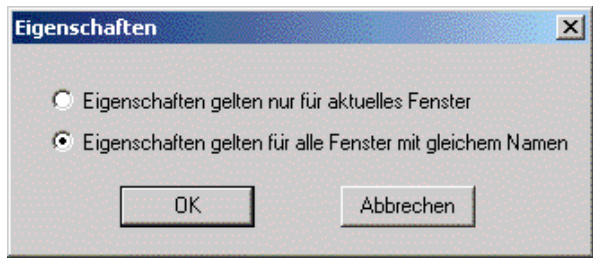 Eigenschaften
Eigenschaften gelten nur für aktuelles Fenster
Eigenschaften gelten für alle Fenster mit gleichem Namen
OK
Abbrechen